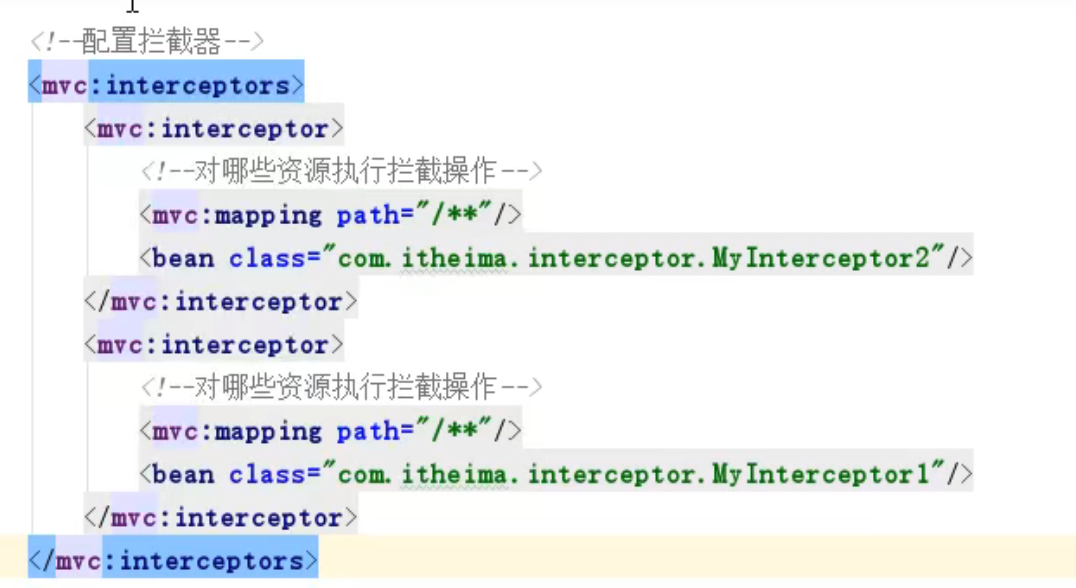 <!--配置拦截器-->
<mvc:interceptors>
<mvc:interceptor>
<!--对哪些资源执行拦截操作-->
<mvc:mapping path="/**"/>
<bean class="com.itheima.interceptor.MyInterceptor2"/>
</mvc:interceptor>
<mvc:interceptor>
<!--对哪些资源执行拦截操作-->
<mvc:mapping path="/**"/>
<bean class="com.itheima.interceptor.MyInterceptor1"/>
</mvc:interceptor>
</mvc:interceptors>